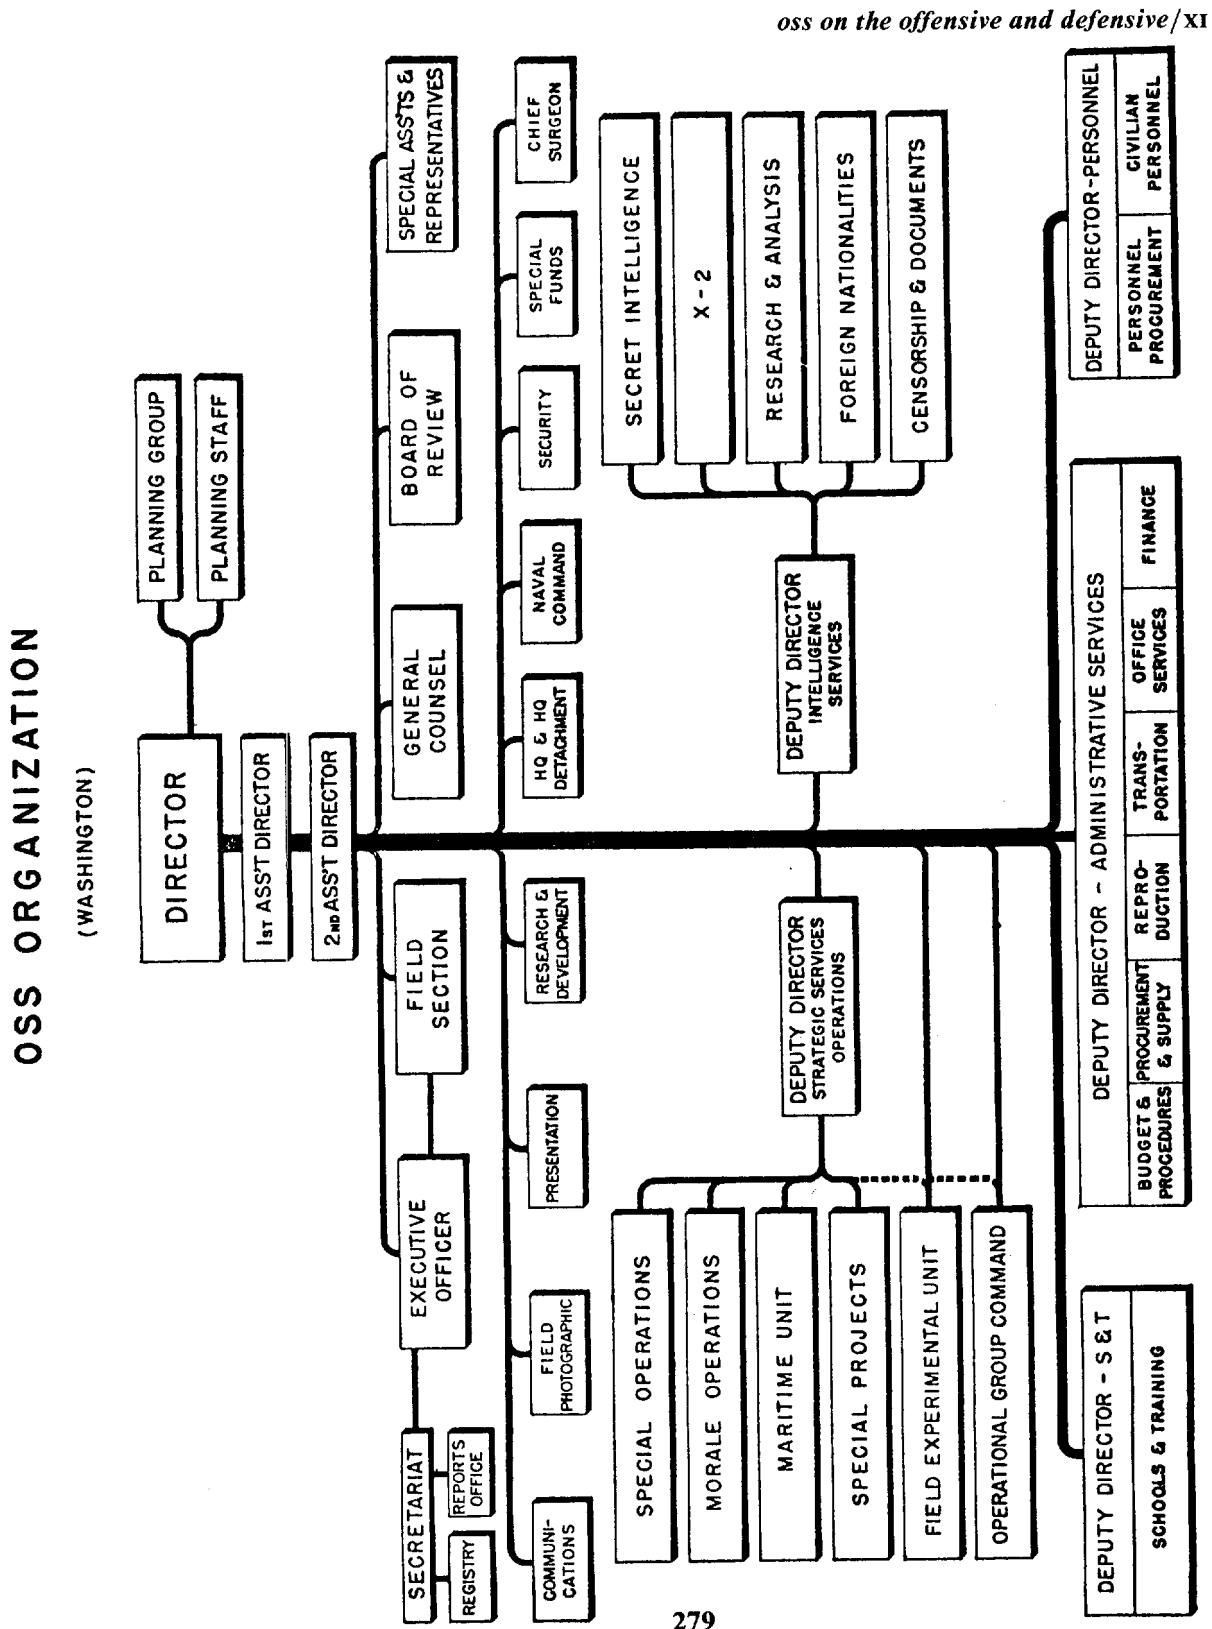 oss on the offensive and defensive/XI
OSS ORGANIZATION
(WASHINGTON)
DIRECTOR
PLANNING GROUP
PLANNING STAFF
1ST ASS'T DIRECTOR
2ND ASS'T DIRECTOR
SECRETARIAT
REGISTRY
REPORTS
OFFICE
EXECUTIVE
OFFICER
FIELD
SECTION
GENERAL
COUNSEL
BOARD OF
REVIEW
SPECIAL ASS'TS &
REPRESENTATIVES
COMMUNI-
CATIONS
FIELD
PHOTOGRAPHIC
PRESENTATION
RESEARCH &
DEVELOPMENT
HQ & HQ
DETACHMENT
NAVAL
COMMAND
SECURITY
SPECIAL
FUNDS
CHIEF
SURGEON
DEPUTY DIRECTOR
STRATEGIC SERVICES
OPERATIONS
SPECIAL OPERATIONS
MORALE OPERATIONS
MARITIME UNIT
SPECIAL PROJECTS
FIELD EXPERIMENTAL UNIT
OPERATIONAL GROUP COMMAND
DEPUTY DIRECTOR
INTELLIGENCE
SERVICES
SECRET INTELLIGENCE
X-2
RESEARCH & ANALYSIS
FOREIGN NATIONALITIES
CENSORSHIP & DOCUMENTS
DEPUTY DIRECTOR - S & T
SCHOOLS & TRAINING
DEPUTY DIRECTOR - ADMINISTRATIVE SERVICES
BUDGET &
PROCEDURES
PROCUREMENT
& SUPPLY
REPRO-
DUCTION
TRANS-
PORTATION
OFFICE
SERVICES
FINANCE
DEPUTY DIRECTOR-PERSONNEL
PERSONNEL
PROCUREMENT
CIVILIAN
PERSONNEL
279